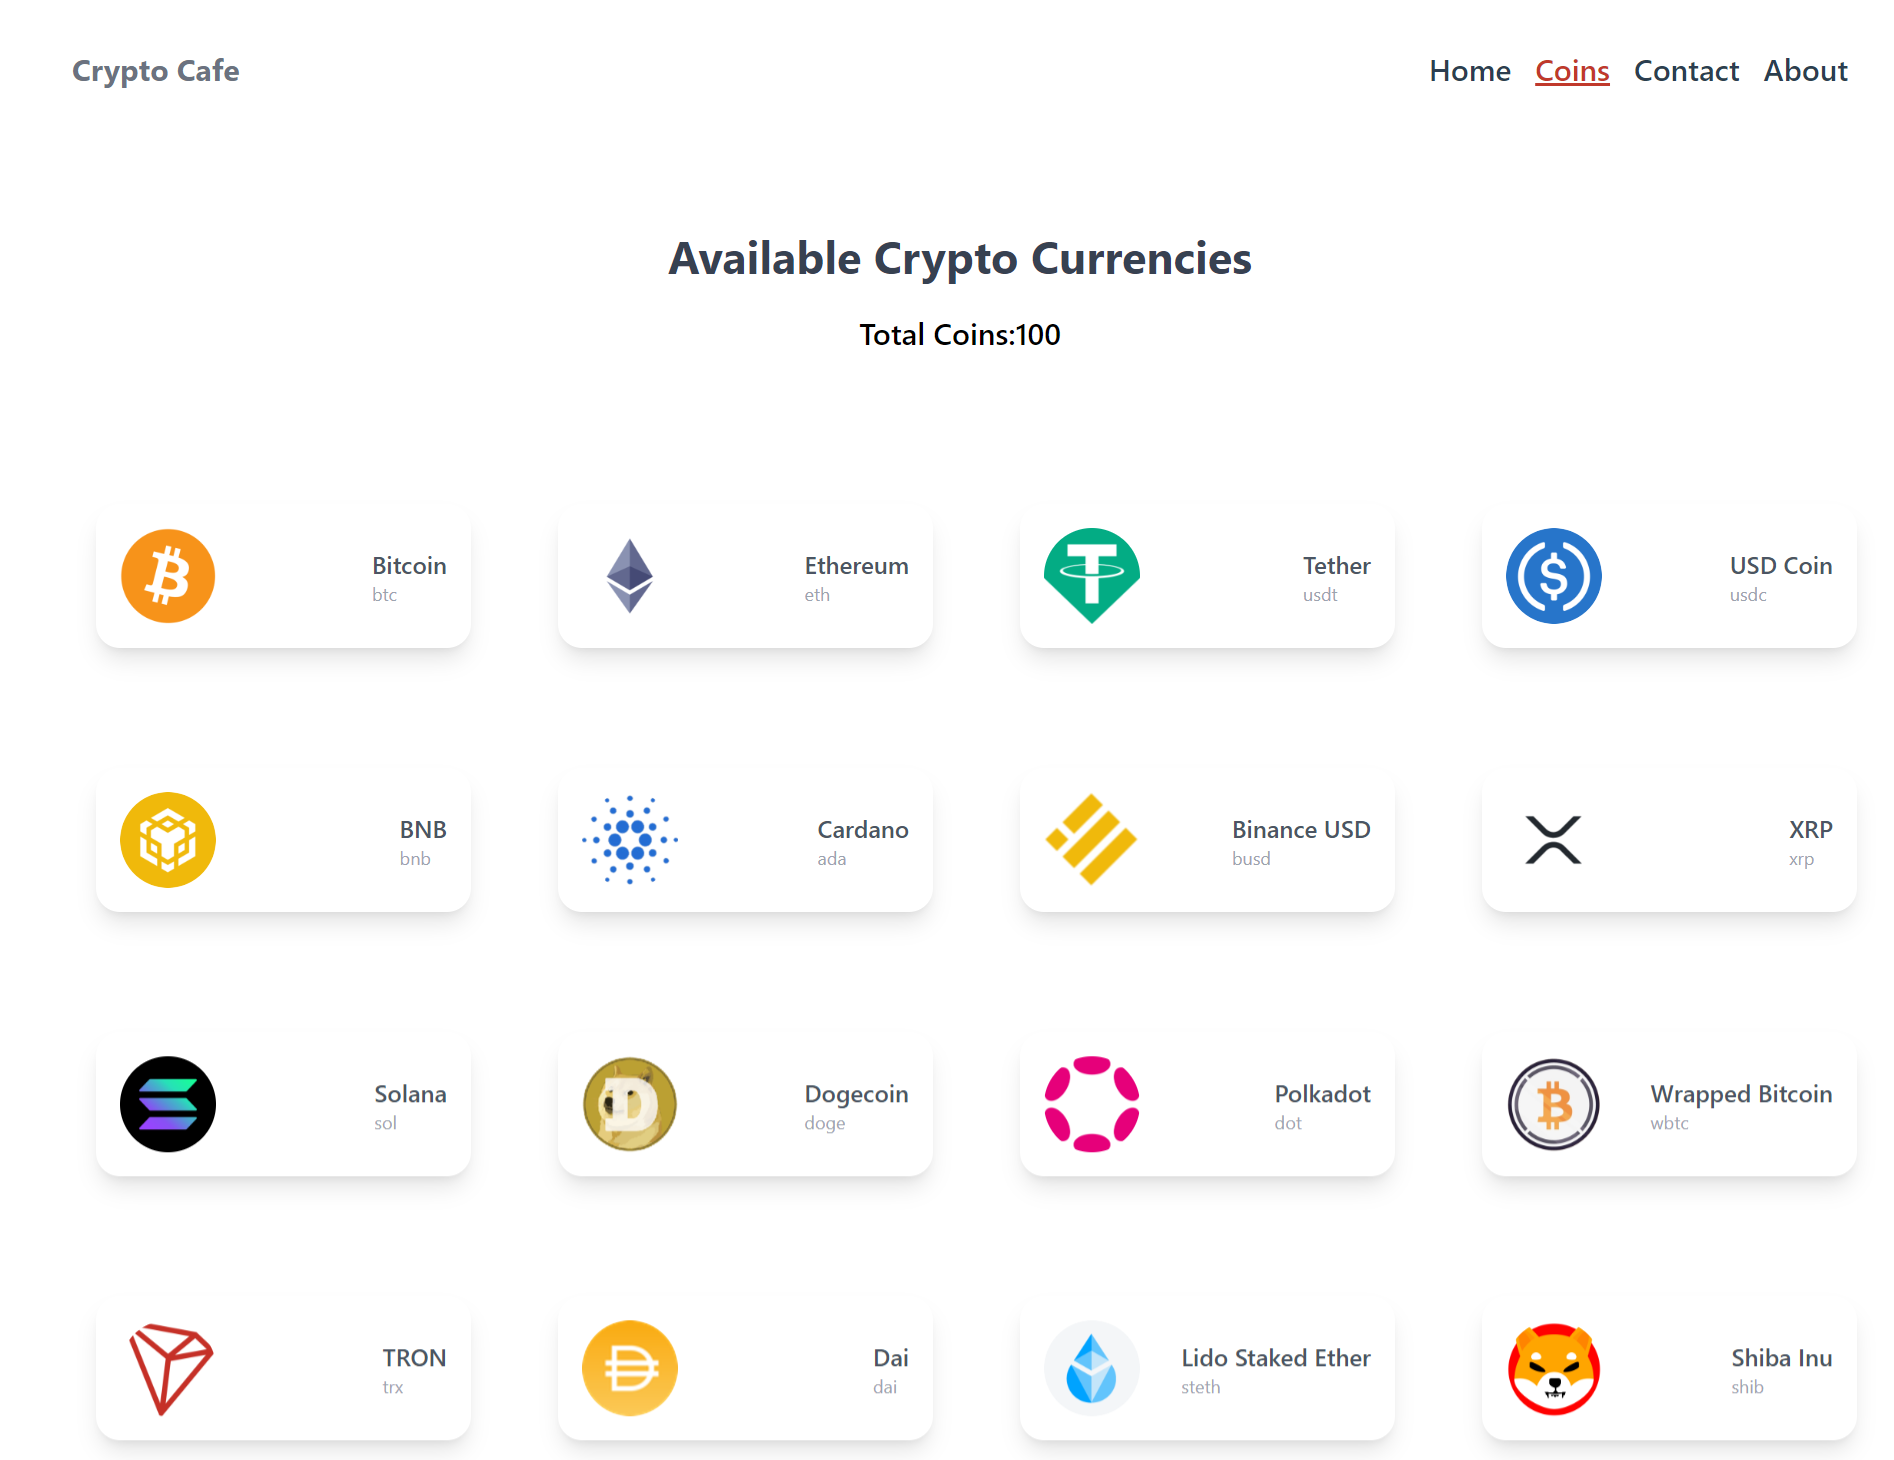 Crypto Cafe
Home Coins Contact About
Available Crypto Currencies
Total Coins:100
Bitcoin
btc
Ethereum
eth
Tether
usdt
USD Coin
usdc
BNB
bnb
Cardano
ada
Binance USD
busd
XRP
xrp
Solana
sol
Dogecoin
doge
Polkadot
dot
Wrapped Bitcoin
wbtc
TRON
trx
Dai
dai
Lido Staked Ether
steth
Shiba Inu
shib